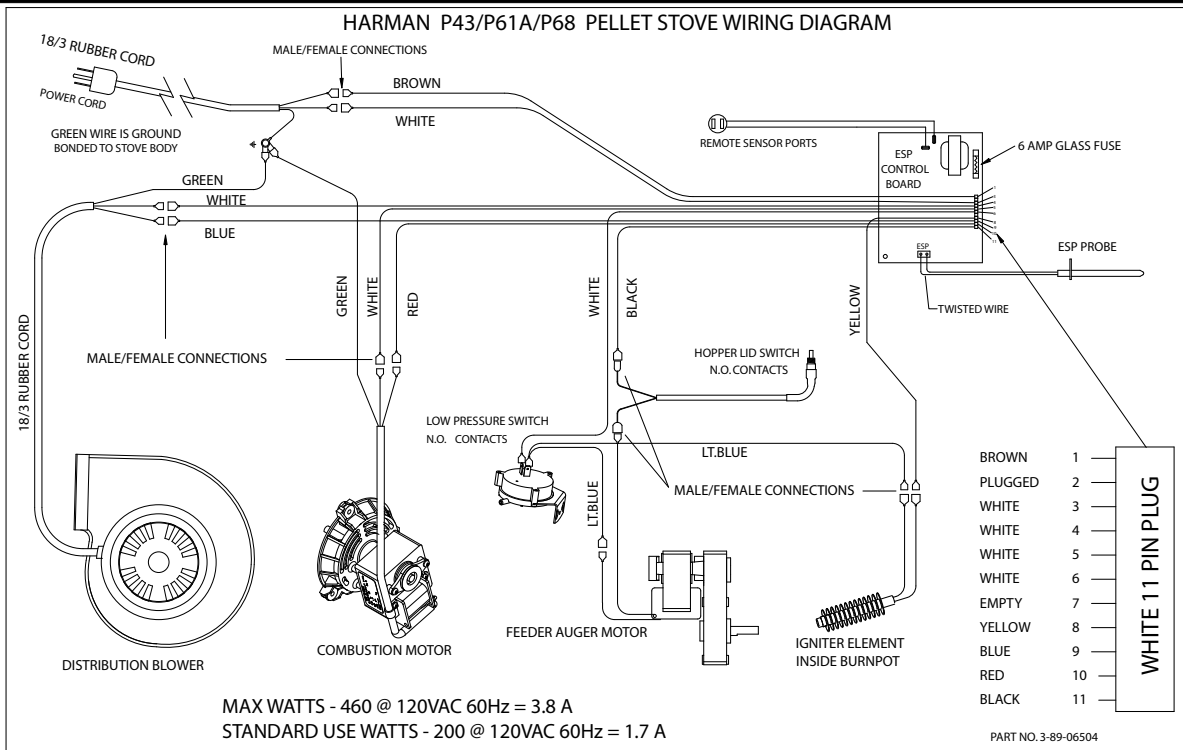 HARMAN P43/P61A/P68 PELLET STOVE WIRING DIAGRAM
18/3 RUBBER CORD
POWER CORD
GREEN WIRE IS GROUND
BONDED TO STOVE BODY
MALE/FEMALE CONNECTIONS
BROWN
WHITE
REMOTE SENSOR PORTS
ESP
CONTROL
BOARD
6 AMP GLASS FUSE
GREEN
WHITE
BLUE
ESP
ESP PROBE
TWISTED WIRE
GREEN
WHITE
RED
WHITE
BLACK
YELLOW
18/3 RUBBER CORD
MALE/FEMALE CONNECTIONS
HOPPER LID SWITCH
N.O. CONTACTS
LOW PRESSURE SWITCH
N.O. CONTACTS
LT.BLUE
LT.BLUE
MALE/FEMALE CONNECTIONS
DISTRIBUTION BLOWER
COMBUSTION MOTOR
FEEDER AUGER MOTOR
IGNITER ELEMENT
INSIDE BURNPOT
BROWN 1
PLUGGED 2
WHITE 3
WHITE 4
WHITE 5
WHITE 6
EMPTY 7
YELLOW 8
BLUE 9
RED 10
BLACK 11
WHITE 11 PIN PLUG
MAX WATTS - 460 @ 120VAC 60Hz = 3.8 A
STANDARD USE WATTS - 200 @ 120VAC 60Hz = 1.7 A
PART NO. 3-89-06504